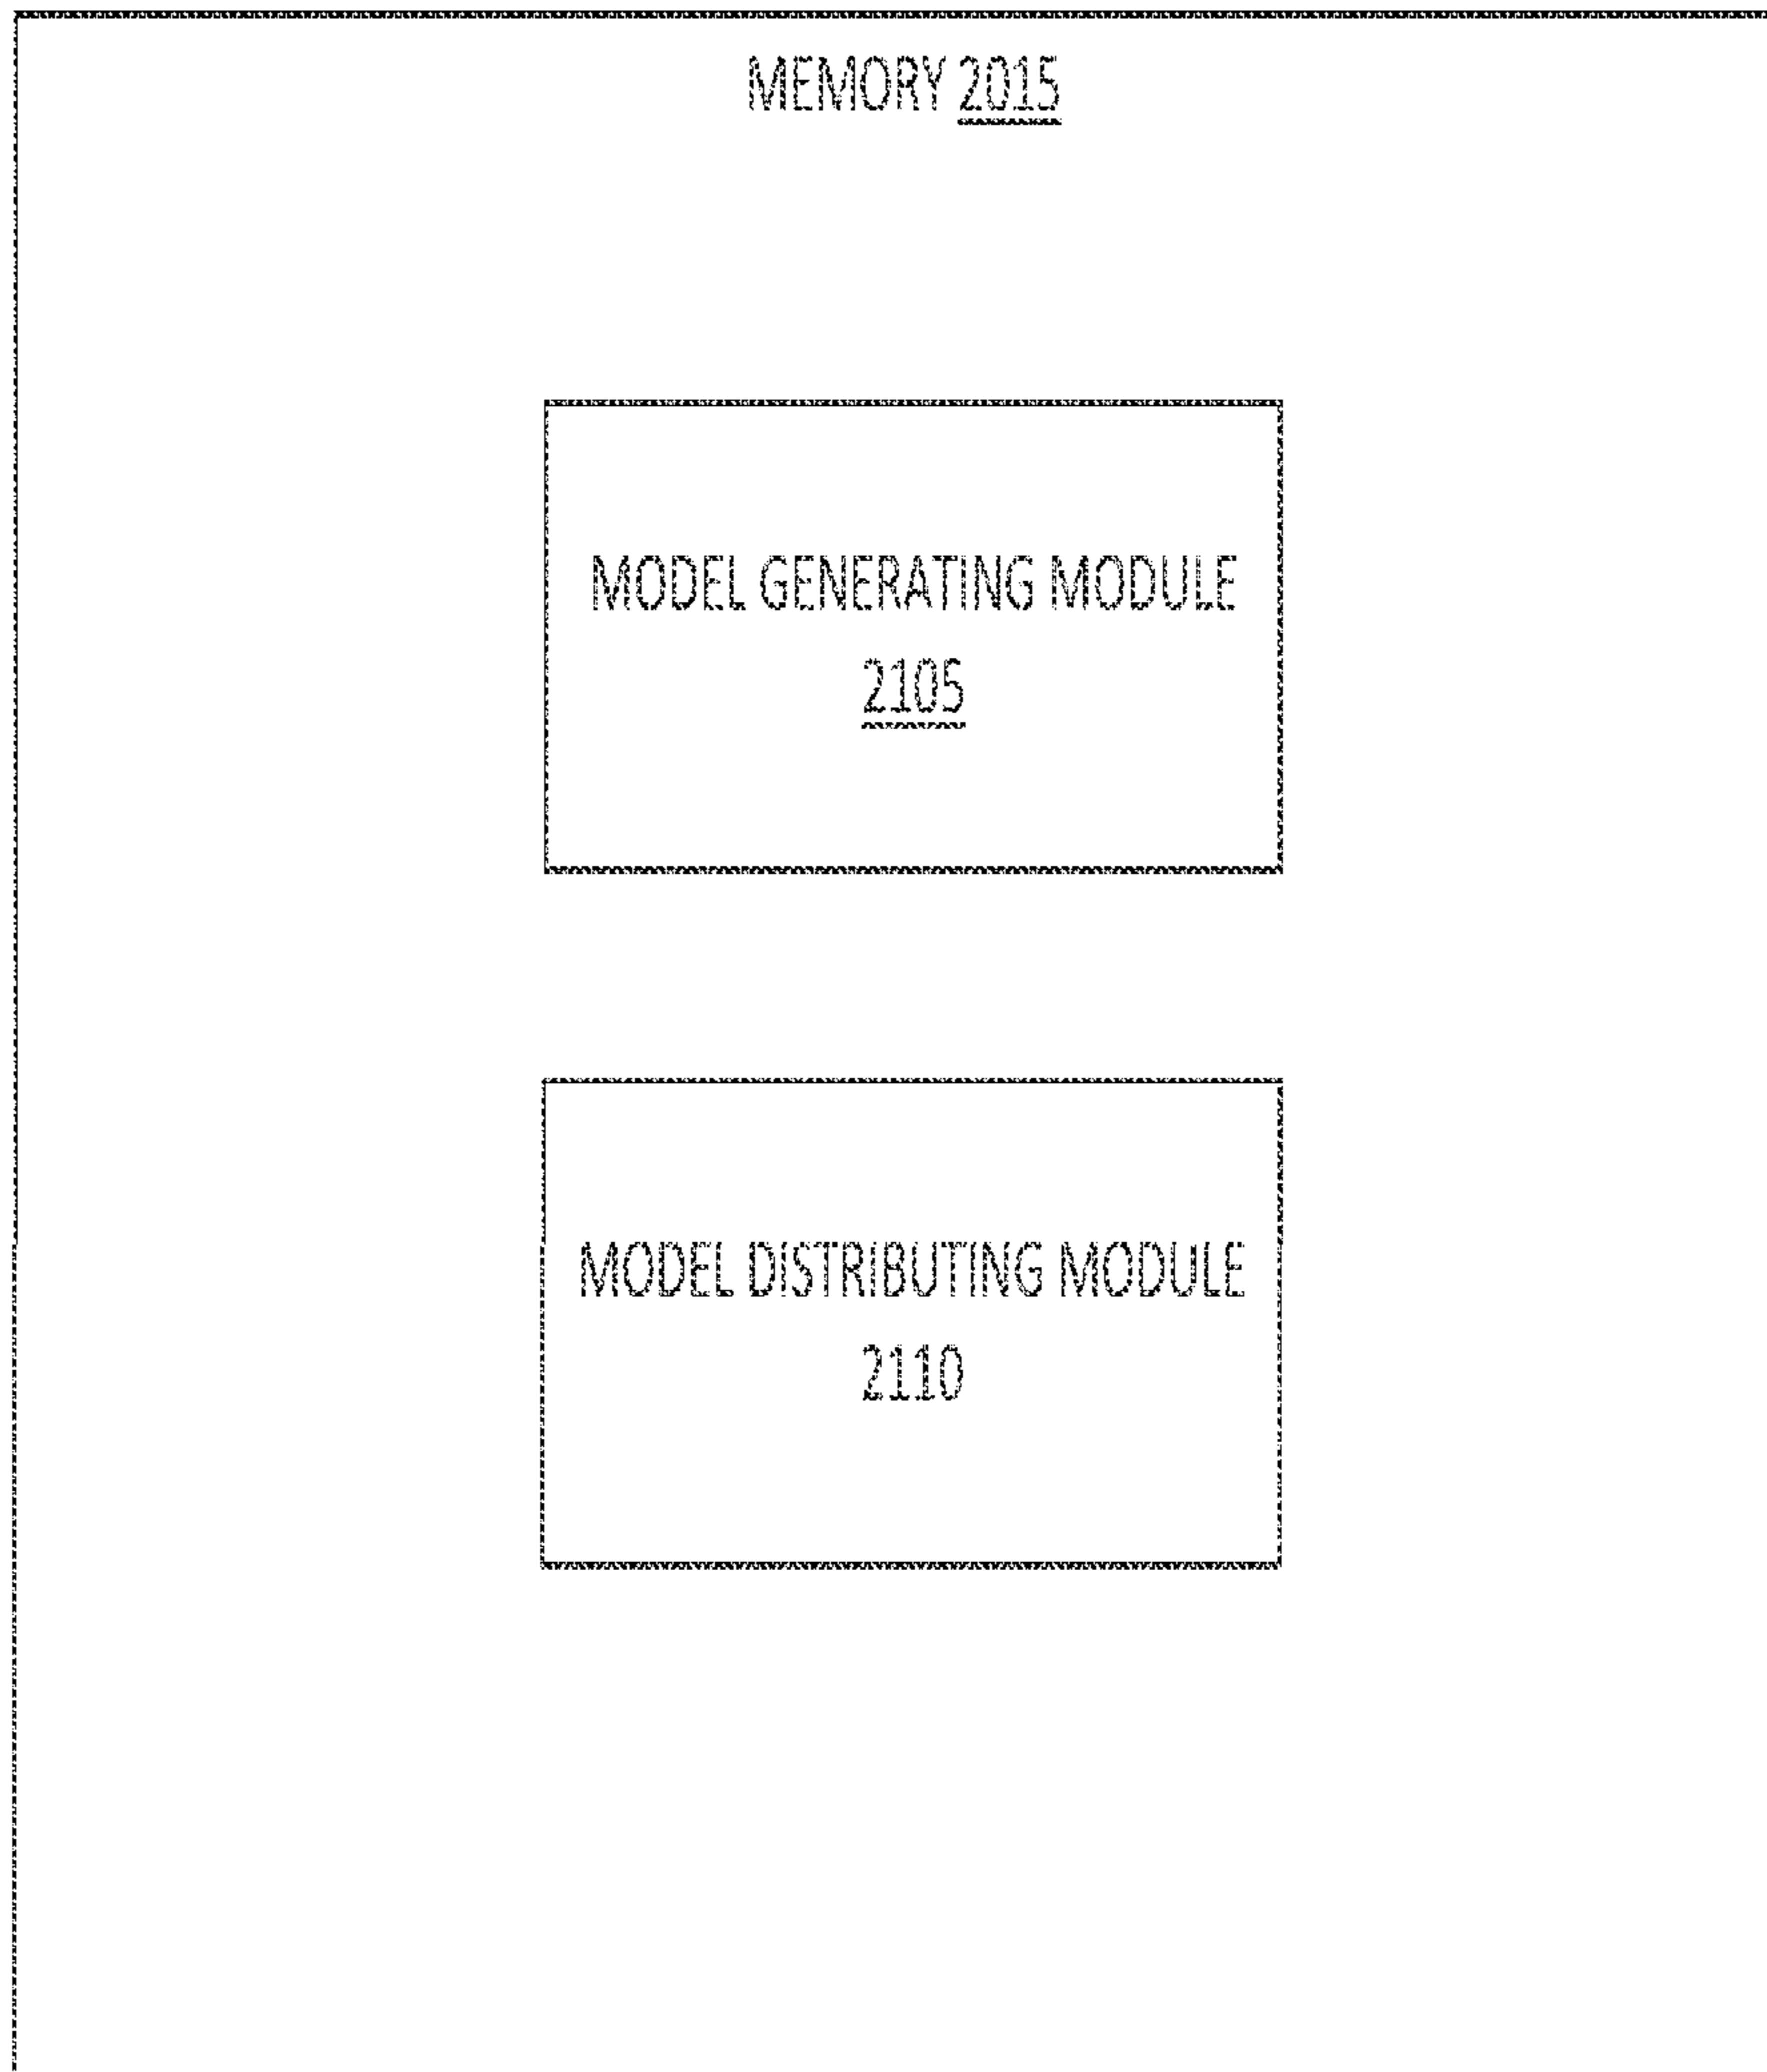 MEMORY 2015
MODEL GENERATING MODULE
2105
MODEL DISTRIBUTING MODULE
2110